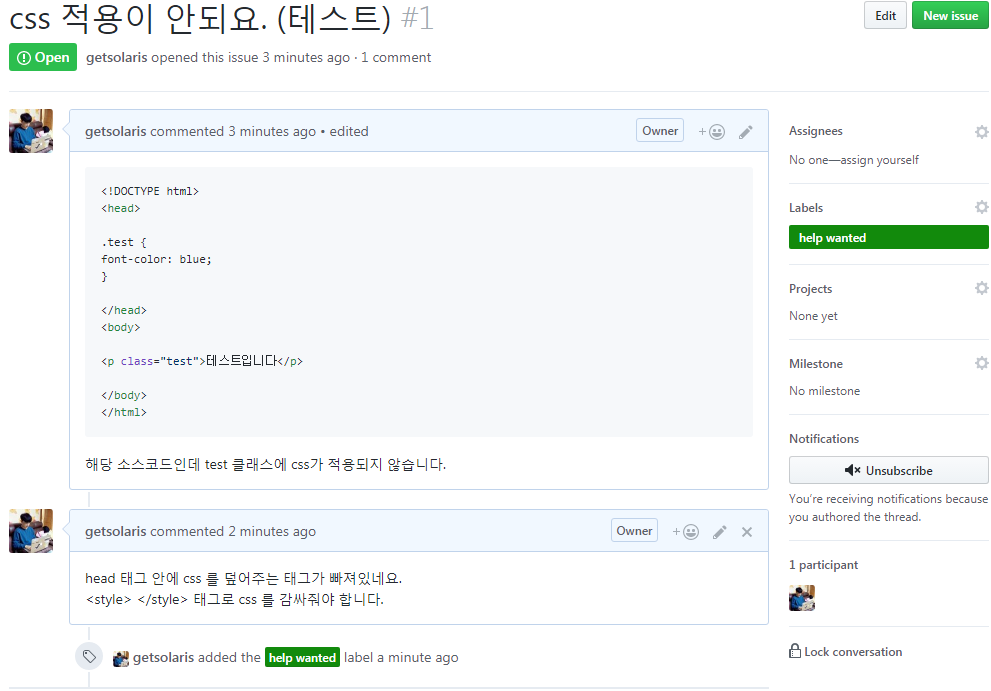 css 적용이 안되요. (테스트) #1
Edit
New issue
Open
getsolaris opened this issue 3 minutes ago · 1 comment
getsolaris commented 3 minutes ago • edited
Owner
<!DOCTYPE html>
<head>
.test {
font-color: blue;
}
</head>
<body>
<p class="test">테스트입니다</p>
</body>
</html>
해당 소스코드인데 test 클래스에 css가 적용되지 않습니다.
getsolaris commented 2 minutes ago
Owner
head 태그 안에 css 를 덮어주는 태그가 빠져있네요.
<style> </style> 태그로 css 를 감싸줘야 합니다.
getsolaris added the help wanted label a minute ago
Assignees
No one—assign yourself
Labels
help wanted
Projects
None yet
Milestone
No milestone
Notifications
Unsubscribe
You're receiving notifications because
you authored the thread.
1 participant
Lock conversation